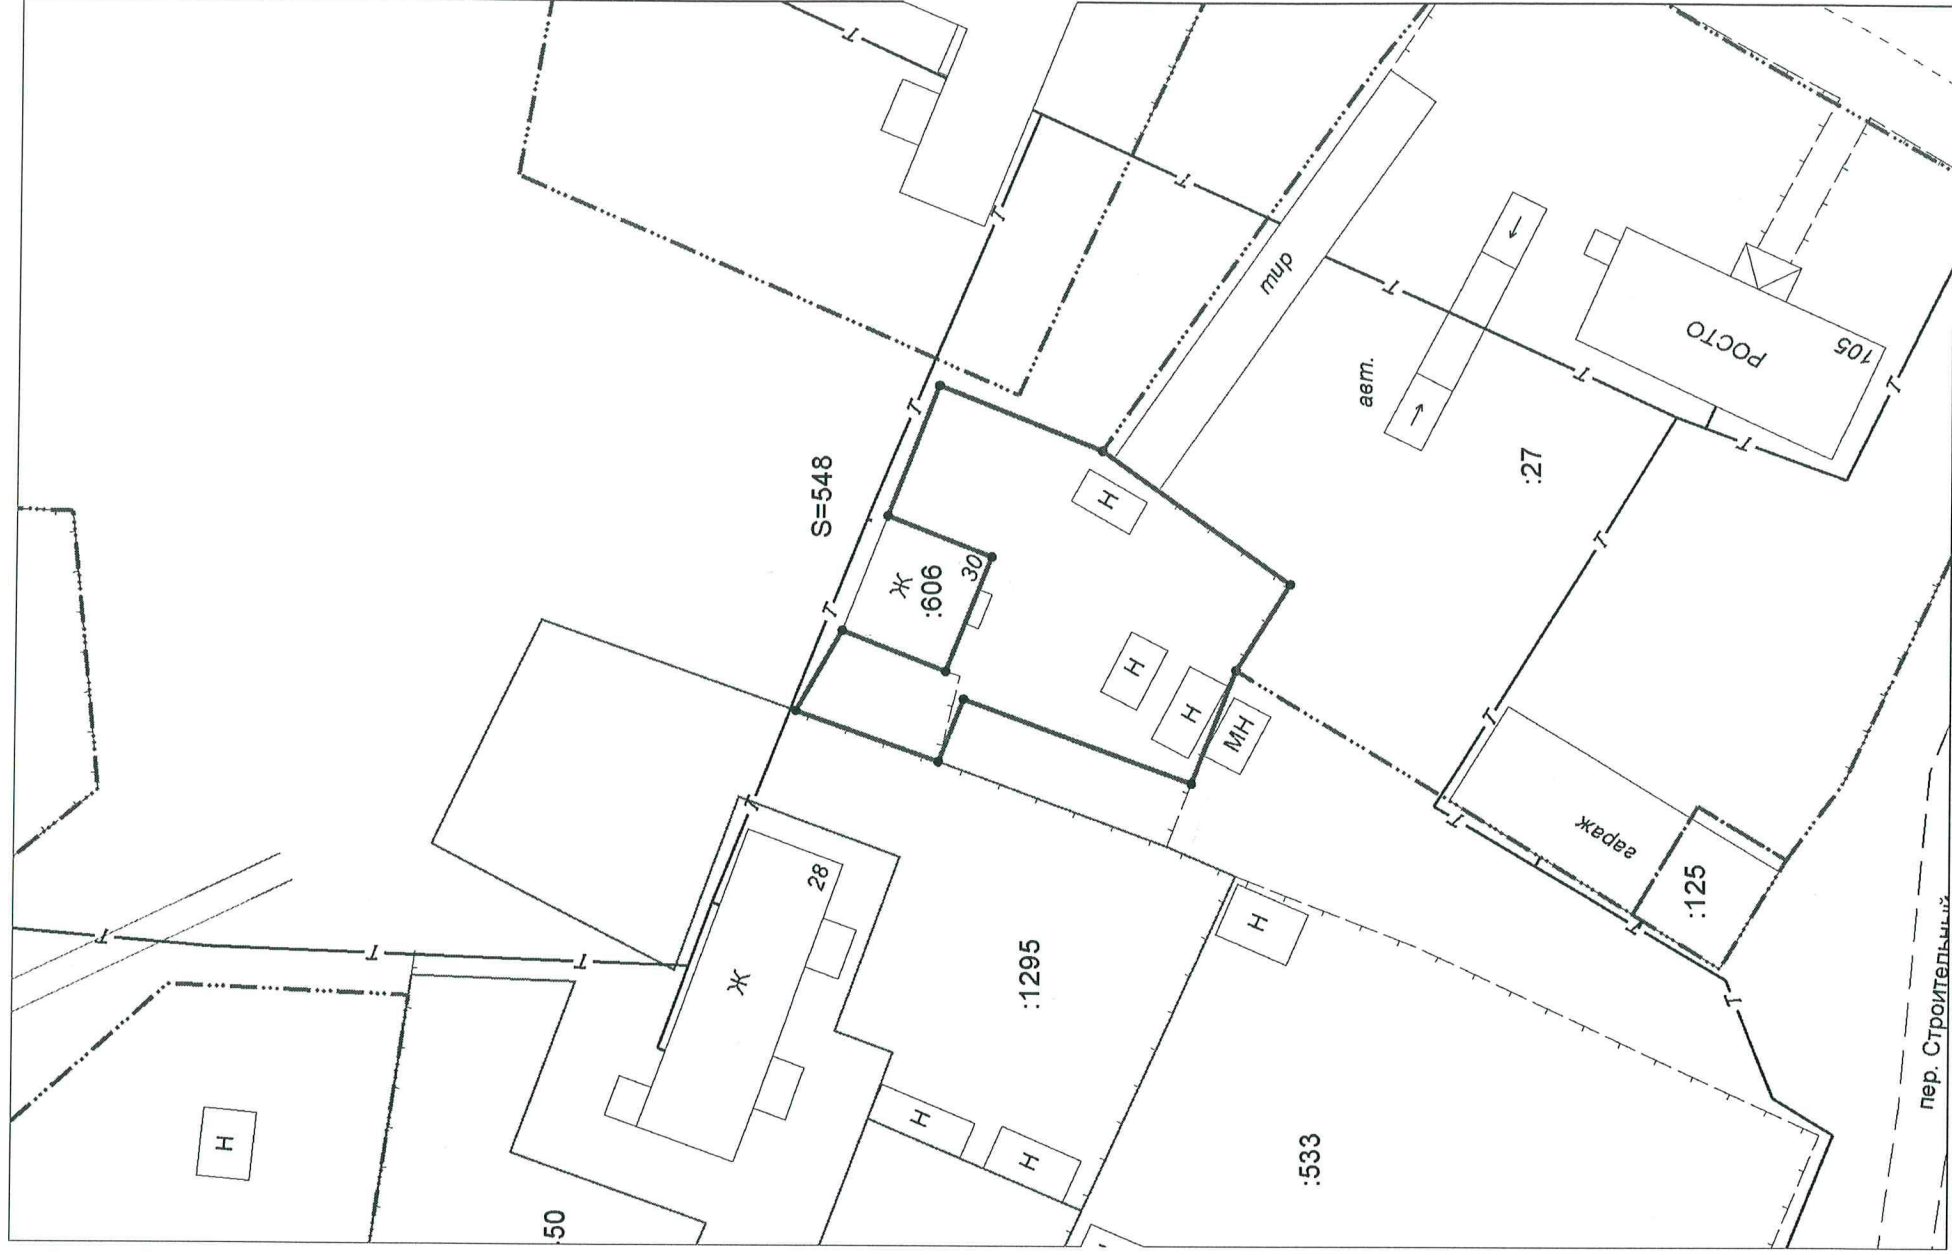 Т
Т
тир
Т
Т
Т
РОСТО
105
Т
авт.
Т
Т
S=548
Н
:27
Т
Т
Ж
:606
30
Н
Н
МН
Т
Т
гараж
:125
Т
28
Ж
Т
Т
Т
Т
Н
:1295
Т
пер. Строительный
Н
Н
Н
:533
:50